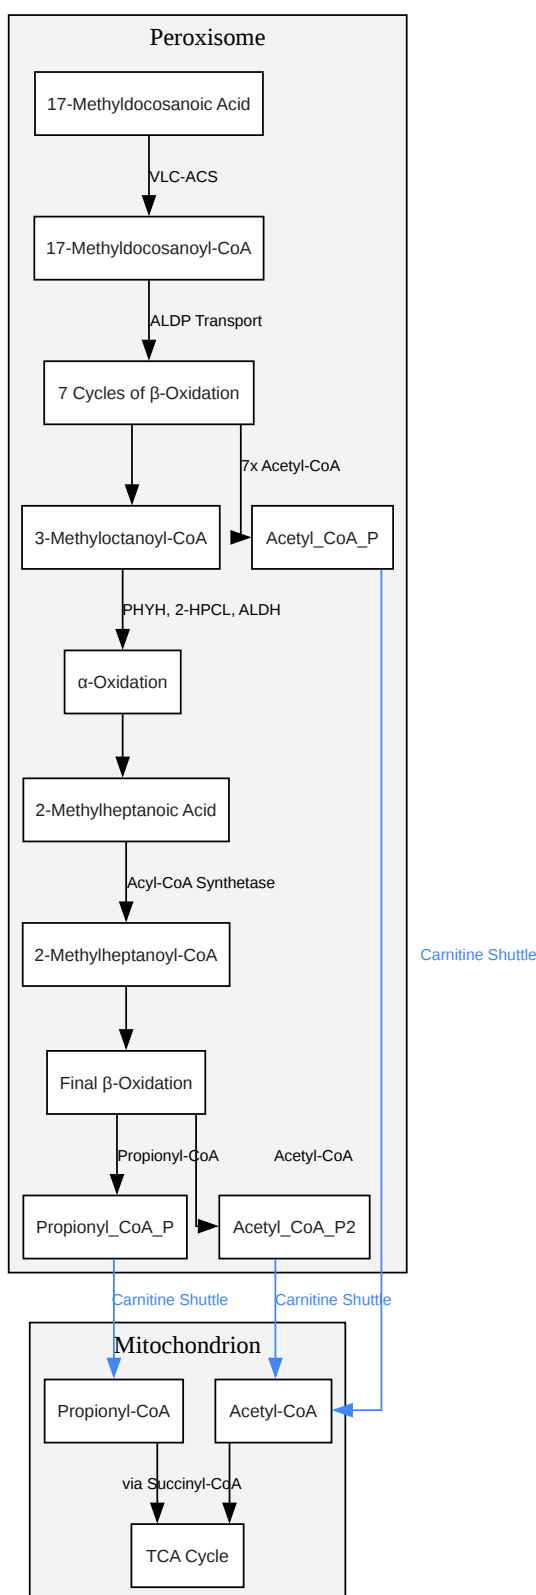 Peroxisome
17-Methyldocosanoic Acid
VLC-ACS
17-Methyldocosanoyl-CoA
ALDP Transport
7 Cycles of β-Oxidation
7x Acetyl-CoA
3-Methyloctanoyl-CoA
Acetyl_CoA_P
PHYH, 2-HPCL, ALDH
α-Oxidation
2-Methylheptanoic Acid
Acyl-CoA Synthetase
2-Methylheptanoyl-CoA
Carnitine Shuttle
Final β-Oxidation
Propionyl-CoA
Acetyl-CoA
Propionyl_CoA_P
Acetyl_CoA_P2
Carnitine Shuttle
Carnitine Shuttle
Mitochondrion
Propionyl-CoA
Acetyl-CoA
via Succinyl-CoA
TCA Cycle